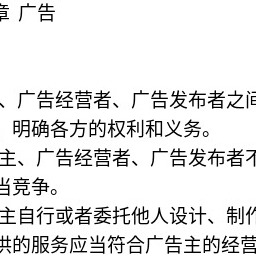 章 广告
、广告经营者、广告发布者之间
，明确各方的权利和义务。
主、广告经营者、广告发布者不
当竞争。
主自行或者委托他人设计、制作
供的服务应当符合广告主的经营